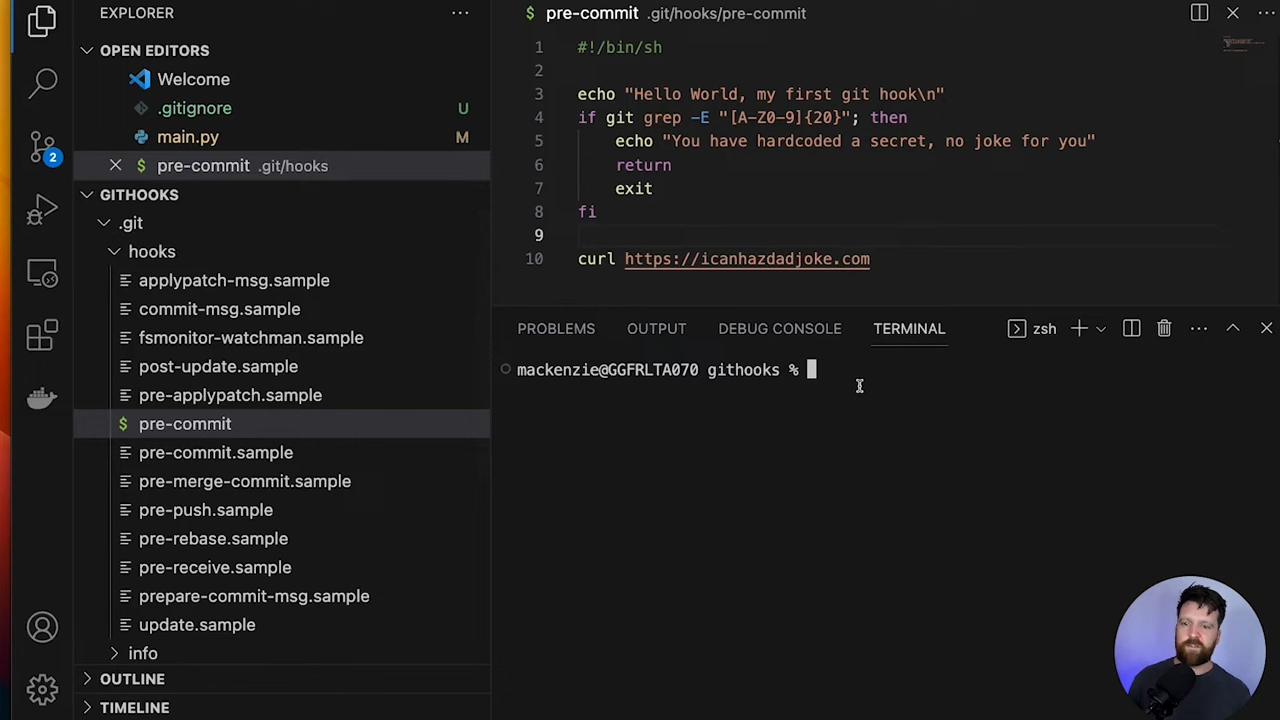 EXPLORER
OPEN EDITORS
Welcome
.gitignore U
main.py M
$ pre-commit .git/hooks
2
GITHOOKS
.git
hooks
applypatch-msg.sample
commit-msg.sample
fsmonitor-watchman.sample
post-update.sample
pre-applypatch.sample
$ pre-commit
pre-commit.sample
pre-merge-commit.sample
pre-push.sample
pre-rebase.sample
pre-receive.sample
prepare-commit-msg.sample
update.sample
info
OUTLINE
TIMELINE
$ pre-commit .git/hooks/pre-commit
1 #!/bin/sh
2
3 echo "Hello World, my first git hook\n"
4 if git grep -E "[A-Z0-9]{20}"; then
5 echo "You have hardcoded a secret, no joke for you"
6 return
7 exit
8 fi
9
10 curl https://icanhazdadjoke.com
PROBLEMS OUTPUT DEBUG CONSOLE TERMINAL zsh
mackenzie@GGFRLTA070 githooks %